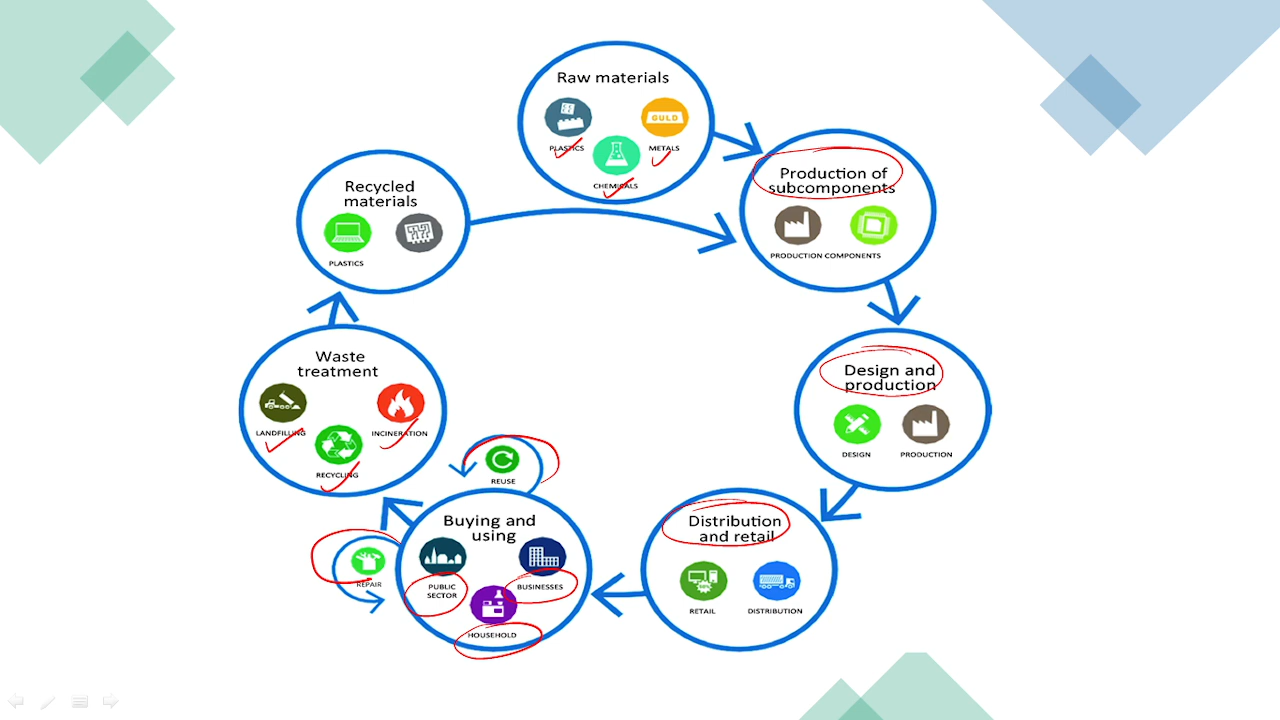 Raw materials
GULD
PLASTICS
METALS
CHEMICALS
Production of
subcomponents
PRODUCTION COMPONENTS
Design and
production
DESIGN
PRODUCTION
Distribution
and retail
RETAIL
DISTRIBUTION
Buying and
using
PUBLIC
SECTOR
BUSINESSES
HOUSEHOLD
REUSE
REPAIR
Waste
treatment
LANDFILLING
INCINERATION
RECYCLING
Recycled
materials
PLASTICS